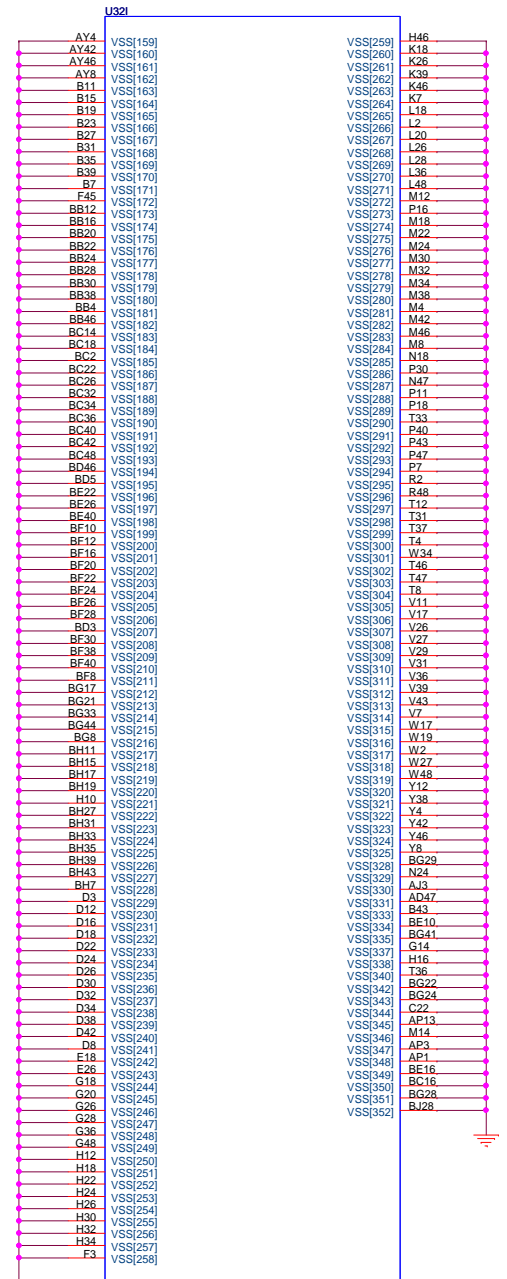 U32I
AY4 VSS[159] VSS[259] H46
AY42 VSS[160] VSS[260] K18
AY46 VSS[161] VSS[261] K26
AY8 VSS[162] VSS[262] K39
B11 VSS[163] VSS[263] K46
B15 VSS[164] VSS[264] K7
B19 VSS[165] VSS[265] L18
B23 VSS[166] VSS[266] L2
B27 VSS[167] VSS[267] L20
B31 VSS[168] VSS[268] L26
B35 VSS[169] VSS[269] L28
B39 VSS[170] VSS[270] L36
B7 VSS[171] VSS[271] L48
F45 VSS[172] VSS[272] M12
BB12 VSS[173] VSS[273] P16
BB16 VSS[174] VSS[274] M18
BB20 VSS[175] VSS[275] M22
BB22 VSS[176] VSS[276] M24
BB24 VSS[177] VSS[277] M30
BB28 VSS[178] VSS[278] M32
BB30 VSS[179] VSS[279] M34
BB38 VSS[180] VSS[280] M38
BB4 VSS[181] VSS[281] M4
BB46 VSS[182] VSS[282] M42
BC14 VSS[183] VSS[283] M46
BC18 VSS[184] VSS[284] M8
BC2 VSS[185] VSS[285] N18
BC22 VSS[186] VSS[286] P30
BC26 VSS[187] VSS[287] N47
BC32 VSS[188] VSS[288] P11
BC34 VSS[189] VSS[289] P18
BC36 VSS[190] VSS[290] T33
BC40 VSS[191] VSS[291] P40
BC42 VSS[192] VSS[292] P43
BC48 VSS[193] VSS[293] P47
BD46 VSS[194] VSS[294] P7
BD5 VSS[195] VSS[295] R2
BE22 VSS[196] VSS[296] R48
BE26 VSS[197] VSS[297] T12
BE40 VSS[198] VSS[298] T31
BF10 VSS[199] VSS[299] T37
BF12 VSS[200] VSS[300] T4
BF16 VSS[201] VSS[301] W34
BF20 VSS[202] VSS[302] T46
BF22 VSS[203] VSS[303] T47
BF24 VSS[204] VSS[304] T8
BF26 VSS[205] VSS[305] V11
BF28 VSS[206] VSS[306] V17
BD3 VSS[207] VSS[307] V26
BF30 VSS[208] VSS[308] V27
BF38 VSS[209] VSS[309] V29
BF40 VSS[210] VSS[310] V31
BF8 VSS[211] VSS[311] V36
BG17 VSS[212] VSS[312] V39
BG21 VSS[213] VSS[313] V43
BG33 VSS[214] VSS[314] V7
BG44 VSS[215] VSS[315] W17
BG8 VSS[216] VSS[316] W19
BH11 VSS[217] VSS[317] W2
BH15 VSS[218] VSS[318] W27
BH17 VSS[219] VSS[319] W48
BH19 VSS[220] VSS[320] Y12
H10 VSS[221] VSS[321] Y38
BH27 VSS[222] VSS[322] Y4
BH31 VSS[223] VSS[323] Y42
BH33 VSS[224] VSS[324] Y46
BH35 VSS[225] VSS[325] Y8
BH39 VSS[226] VSS[328] BG29
BH43 VSS[227] VSS[329] N24
BH7 VSS[228] VSS[330] AJ3
D3 VSS[229] VSS[331] AD47
D12 VSS[230] VSS[333] B43
D16 VSS[231] VSS[334] BE10
D18 VSS[232] VSS[335] BG41
D22 VSS[233] VSS[337] G14
D24 VSS[234] VSS[338] H16
D26 VSS[235] VSS[340] T36
D30 VSS[236] VSS[342] BG22
D32 VSS[237] VSS[343] BG24
D34 VSS[238] VSS[344] C22
D38 VSS[239] VSS[345] AP13
D42 VSS[240] VSS[346] M14
D8 VSS[241] VSS[347] AP3
E18 VSS[242] VSS[348] AP1
E26 VSS[243] VSS[349] BE16
G18 VSS[244] VSS[350] BC16
G20 VSS[245] VSS[351] BG28
G26 VSS[246] VSS[352] BJ28
G28 VSS[247]
G36 VSS[248]
G48 VSS[249]
H12 VSS[250]
H18 VSS[251]
H22 VSS[252]
H24 VSS[253]
H26 VSS[254]
H30 VSS[255]
H32 VSS[256]
H34 VSS[257]
F3 VSS[258]